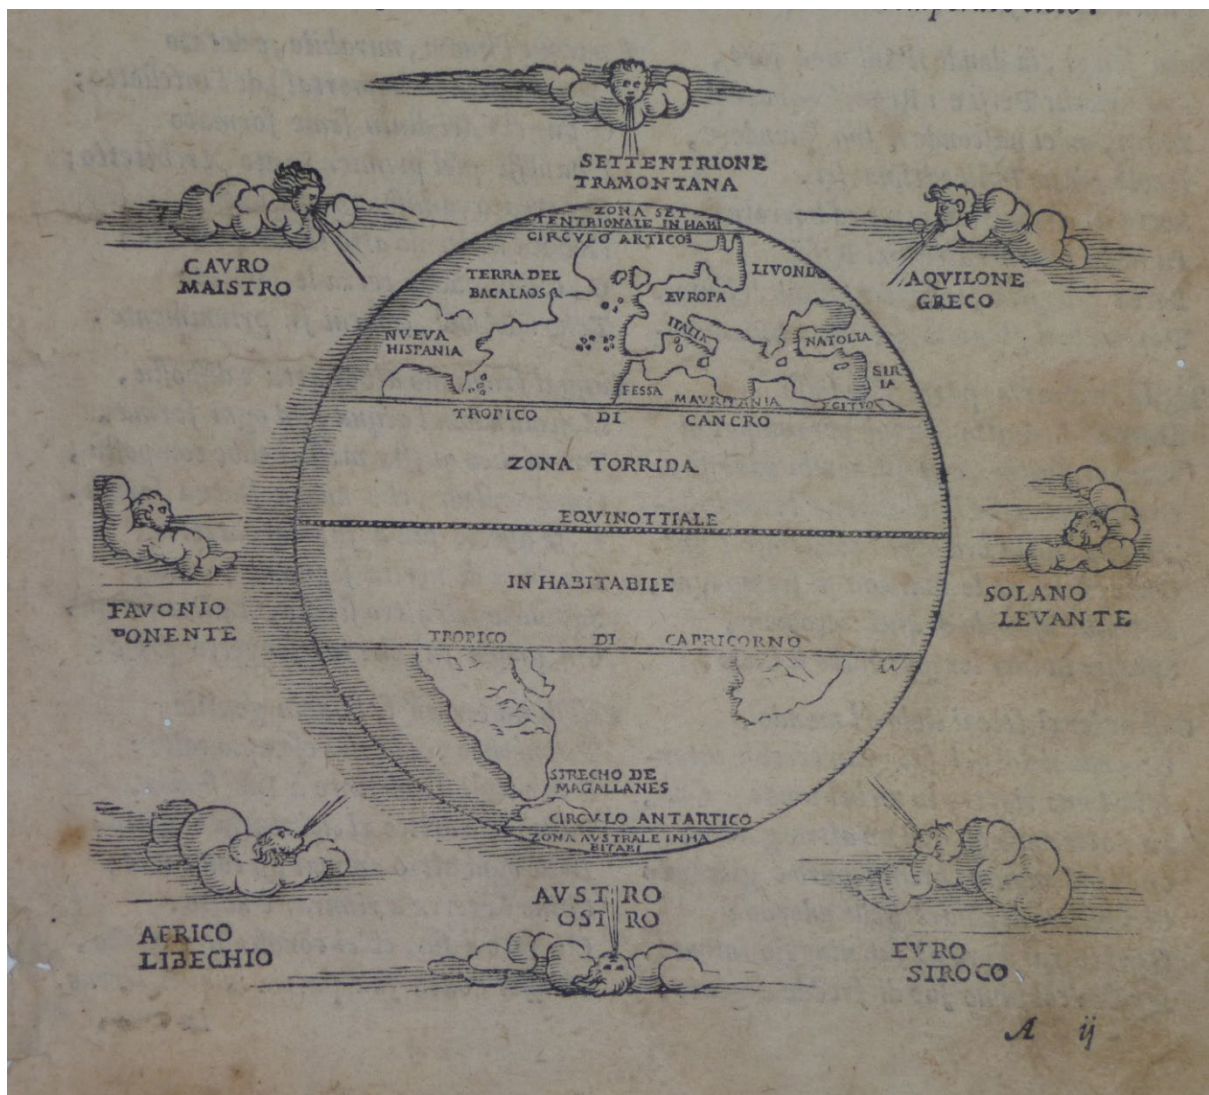 SETTENTRIONE
TRAMONTANA
CAVRO
MAISTRO
AQVILONE
GRECO
ZONA SET
TENTRIONALE IN HABI
CIRCVLO ARTICO
TERRA DEL
BACALAOS
LIVONIA
EVROPA
ITALIA
NVEVA
HISPANIA
NATOLIA
SIR
IA
FESSA
MAVRITANIA
EGITTO
TROPICO DI CANCRO
ZONA TORRIDA
EQVINOTTIALE
IN HABITABILE
FAVONIO
PONENTE
SOLANO
LEVANTE
TROPICO DI CAPRICORNO
STRECHO DE
MAGALLANES
CIRCVLO ANTARTICO
ZONA AVSTRALE INHA
BITABI
AVSTRO
OSTRO
AFRICO
LIBECHIO
EVRO
SIROCO
A ij